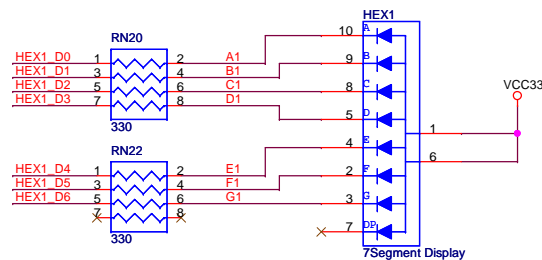 HEX1
RN20
HEX1_D0 1 2 A1 10 A
HEX1_D1 3 4 B1 9 B
HEX1_D2 5 6 C1 8 C
HEX1_D3 7 8 D1 5 D
330
VCC33
1
6
RN22
HEX1_D4 1 2 E1 4 E
HEX1_D5 3 4 F1 2 F
HEX1_D6 5 6 G1 3 G
7 8 7 DP
330
7Segment Display